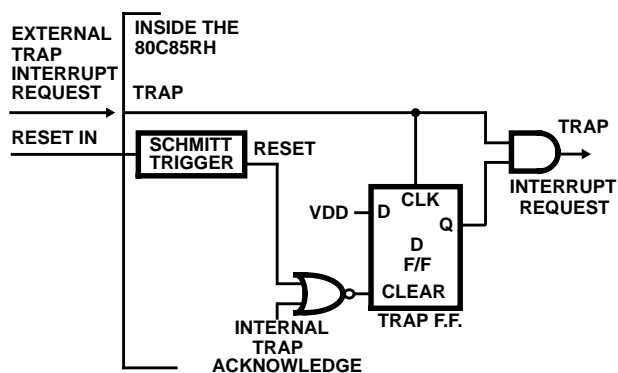 EXTERNAL
TRAP
INTERRUPT
REQUEST
INSIDE THE
80C85RH
TRAP
RESET IN
SCHMITT
TRIGGER
RESET
TRAP
INTERRUPT
REQUEST
VDD
D
CLK
Q
D
F/F
CLEAR
TRAP F.F.
INTERNAL
TRAP
ACKNOWLEDGE